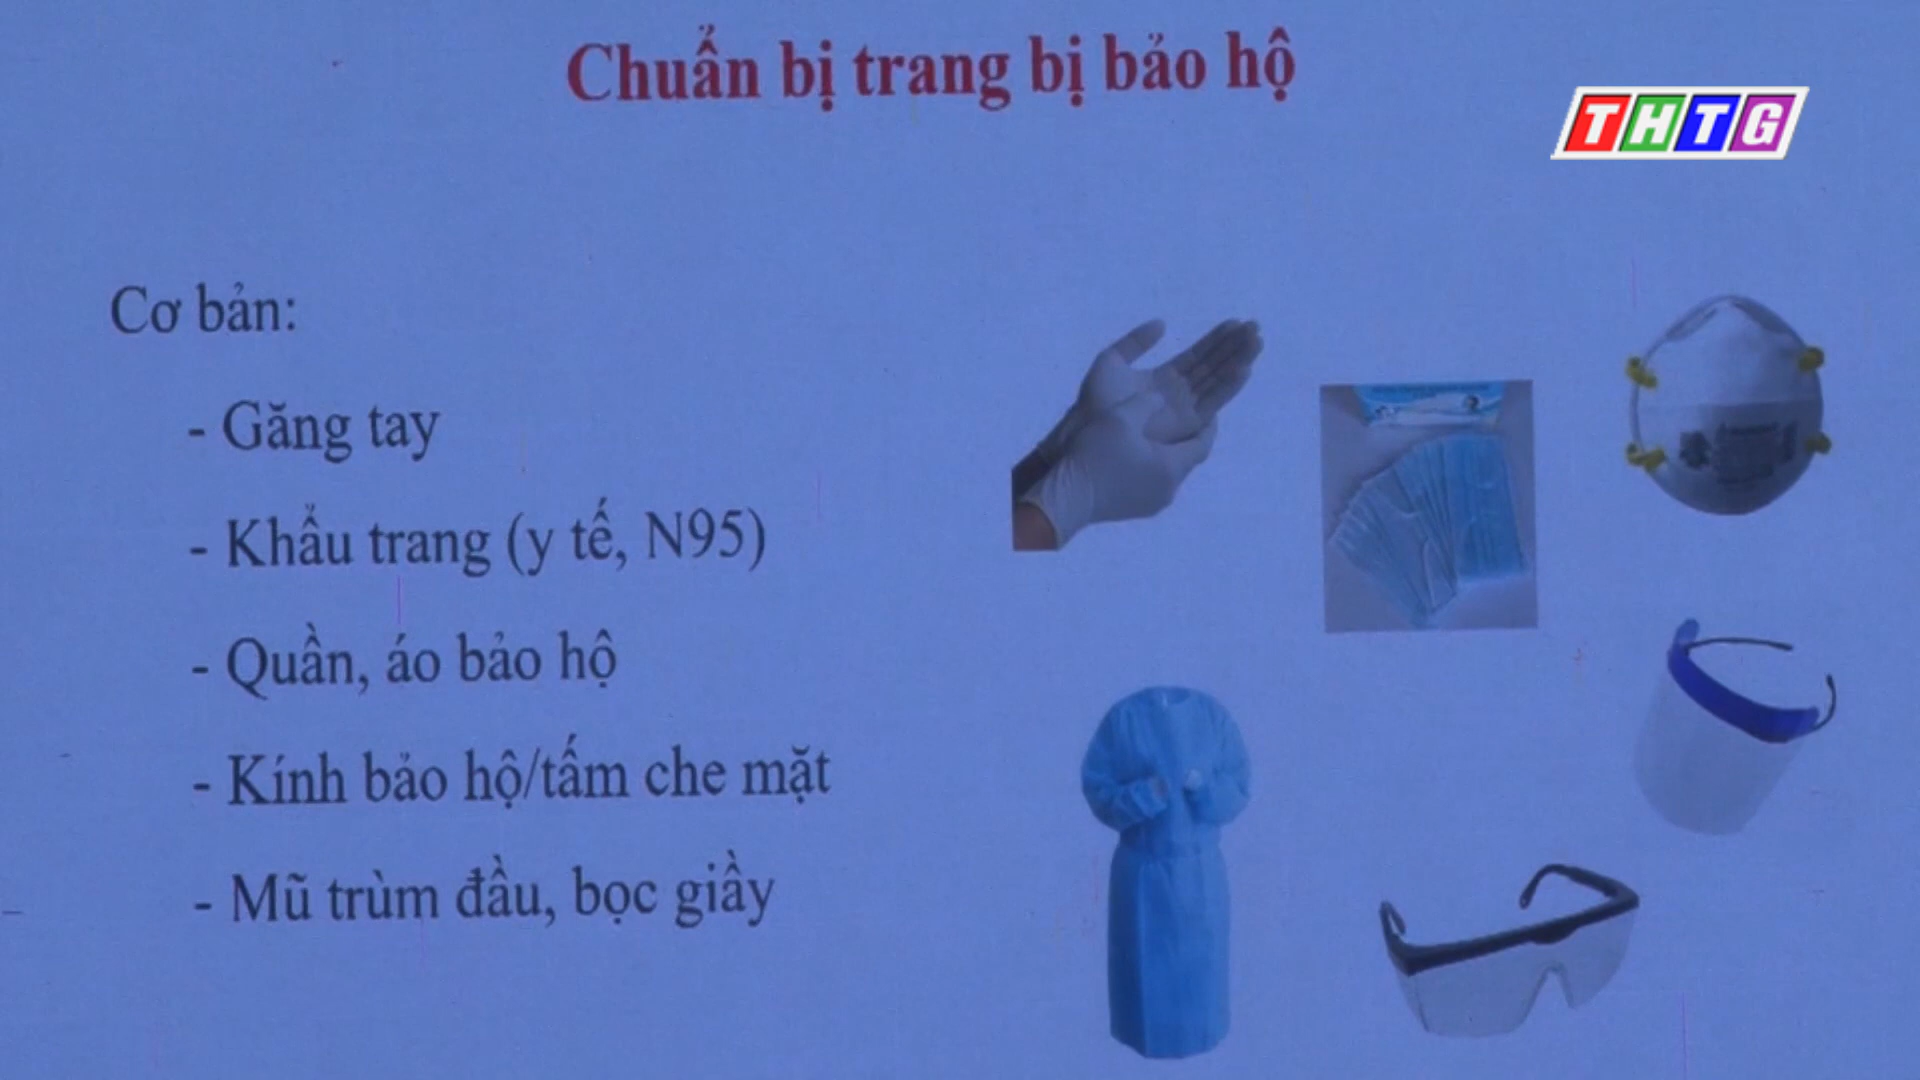 Chuẩn bị trang bị bảo hộ
THTG
Cơ bản:
- Găng tay
- Khẩu trang (y tế, N95)
- Quần, áo bảo hộ
- Kính bảo hộ/tấm che mặt
- Mũ trùm đầu, bọc giầy